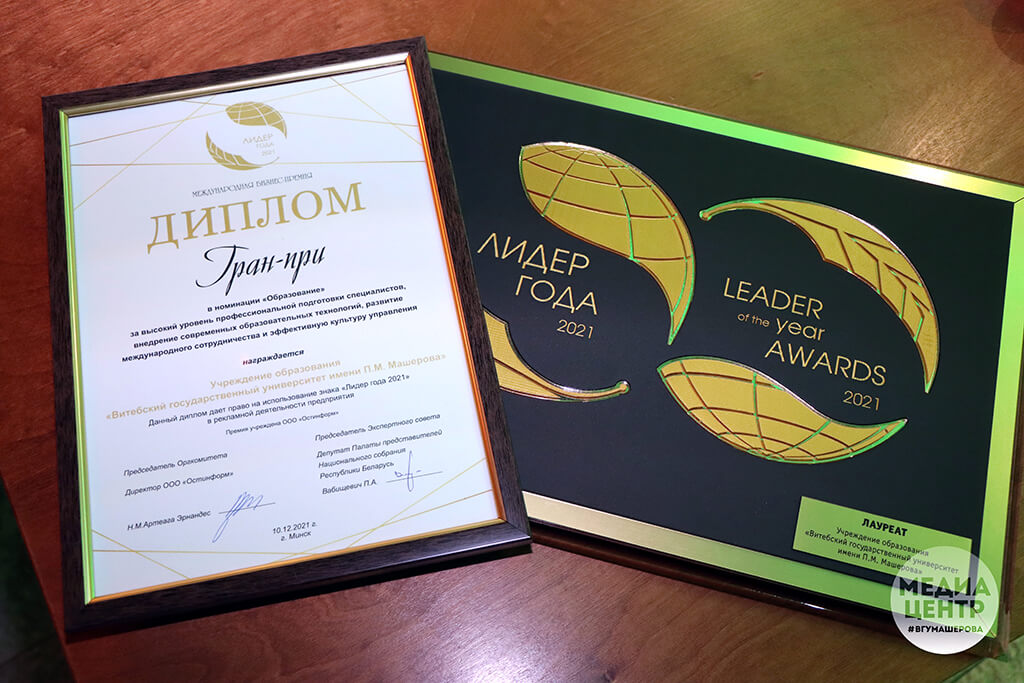 ЛИДЕР
ГОДА
2021
МЕЖДУНАРОДНАЯ БИЗНЕС-ПРЕМИЯ
ДИПЛОМ
Гран-при
в номинации «Образование»
за высокий уровень профессиональной подготовки специалистов,
внедрение современных образовательных технологий, развитие
международного сотрудничества и эффективную культуру управления
награждается
Учреждение образования
«Витебский государственный университет имени П.М. Машерова»
Данный диплом дает право на использование знака «Лидер года 2021»
в рекламной деятельности предприятия
Премия учреждена ООО «Остинформ»
Председатель Оргкомитета
Директор ООО «Остинформ»
Н.М.Артеага Эрнандес
Председатель Экспертного совета
Депутат Палаты представителей
Национального собрания
Республики Беларусь
Вабищевич П.А.
10.12.2021 г.
г. Минск
ЛИДЕР
ГОДА
2021
LEADER
of the year
AWARDS
2021
ЛАУРЕАТ
Учреждение образования
«Витебский государственный университет
имени П.М. Машерова»
МЕДИА
ЦЕНТР
#ВГУМАШЕРОВА